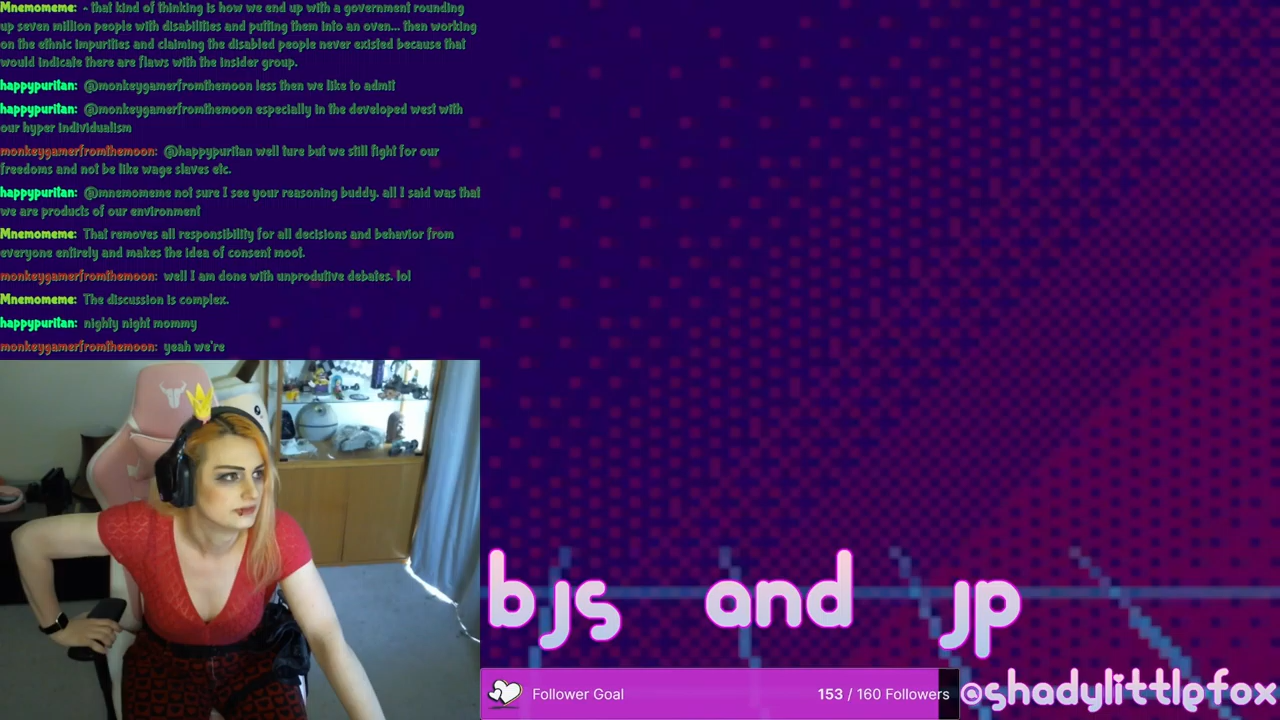 Mnemomeme: - that kind of thinking is how we end up with a government rounding
up seven million people with disabilities and putting them into an oven... then working
on the ethnic impurities and claiming the disabled people never existed because that
would indicate there are flaws with the insider group.
happypuritan: @monkeygamerfromthemoon less then we like to admit
happypuritan: @monkeygamerfromthemoon especially in the developed west with
our hyper individualism
monkeygamerfromthemoon: @happypuritan well ture but we still fight for our
freedoms and not be like wage slaves etc.
happypuritan: @mnemomeme not sure I see your reasoning buddy. all I said was that
we are products of our environment
Mnemomeme: That removes all responsibility for all decisions and behavior from
everyone entirely and makes the idea of consent moot.
monkeygamerfromthemoon: well I am done with unprodutive debates. lol
Mnemomeme: The discussion is complex.
happypuritan: nighty night mommy
monkeygamerfromthemoon: yeah we're
bjs and jp
Follower Goal 153 / 160 Followers
@shadylittlefox